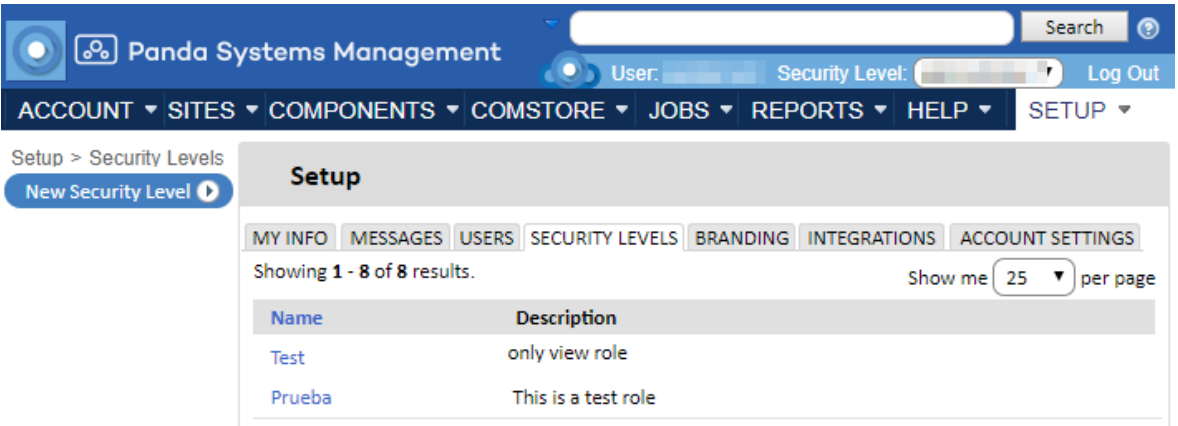 Search
Panda Systems Management
User: Security Level: Log Out
ACCOUNT SITES COMPONENTS COMSTORE JOBS REPORTS HELP SETUP
Setup > Security Levels
New Security Level
Setup
MY INFO MESSAGES USERS SECURITY LEVELS BRANDING INTEGRATIONS ACCOUNT SETTINGS
Showing 1 - 8 of 8 results.
Show me 25 per page
Name Description
Test only view role
Prueba This is a test role